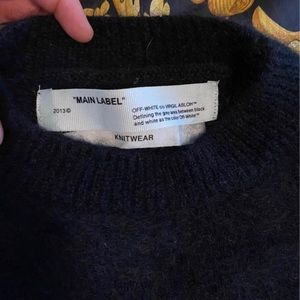 "MAIN LABEL"
2013©
OFF-WHITE c/o VIRGIL ABLOH™
Defining the grey area between black
and white as the color Off-White™
KNITWEAR